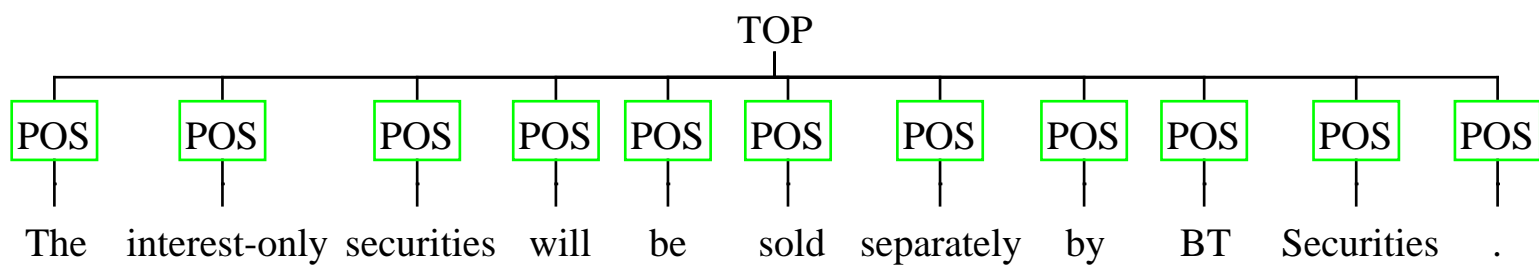 TOP
POS POS POS POS POS POS POS POS POS POS POS
The interest-only securities will be sold separately by BT Securities .